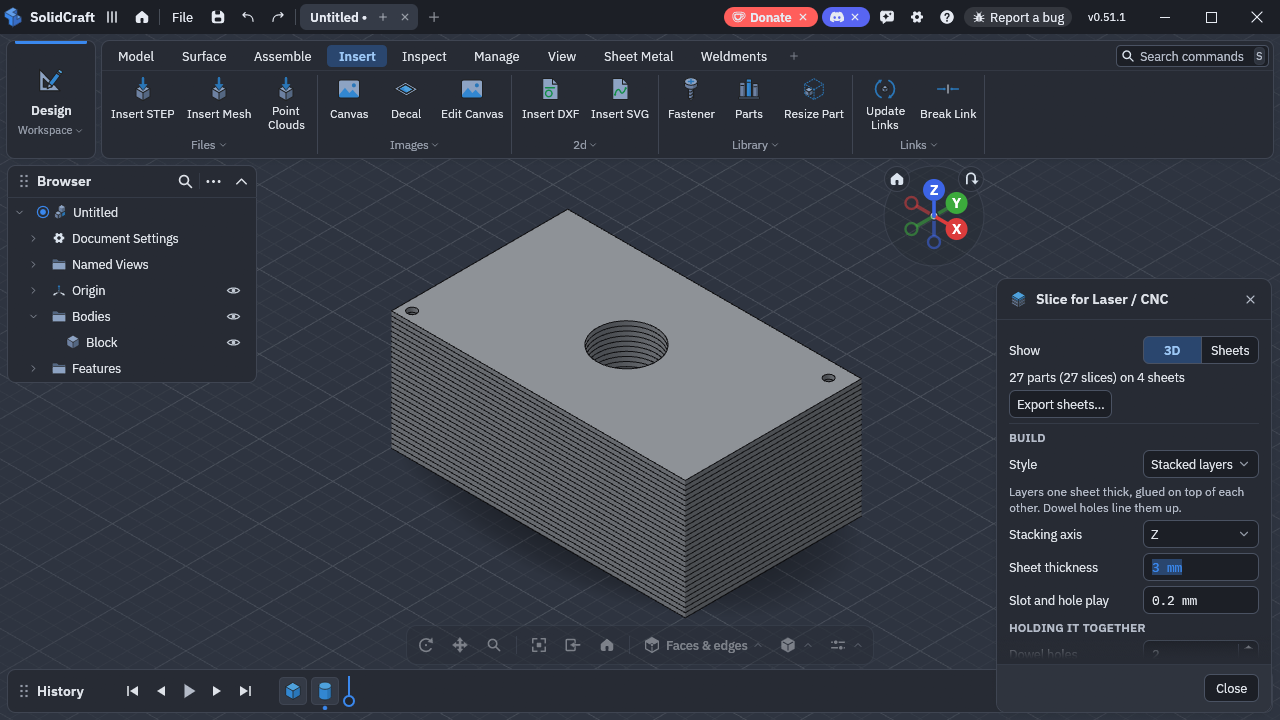 SolidCraft
File
Untitled •
Donate
Report a bug
v0.51.1
Design
Workspace
Model
Surface
Assemble
Insert
Inspect
Manage
View
Sheet Metal
Weldments
Search commands
S
Insert STEP
Insert Mesh
Point Clouds
Files
Canvas
Decal
Edit Canvas
Images
Insert DXF
Insert SVG
2d
Fastener
Parts
Resize Part
Library
Update Links
Break Link
Links
Browser
Untitled
Document Settings
Named Views
Origin
Bodies
Block
Features
Z
Y
X
Slice for Laser / CNC
Show
3D
Sheets
27 parts (27 slices) on 4 sheets
Export sheets...
BUILD
Style
Stacked layers
Layers one sheet thick, glued on top of each
other. Dowel holes line them up.
Stacking axis
Z
Sheet thickness
3 mm
Slot and hole play
0.2 mm
HOLDING IT TOGETHER
Dowel holes
2
Close
Faces & edges
History